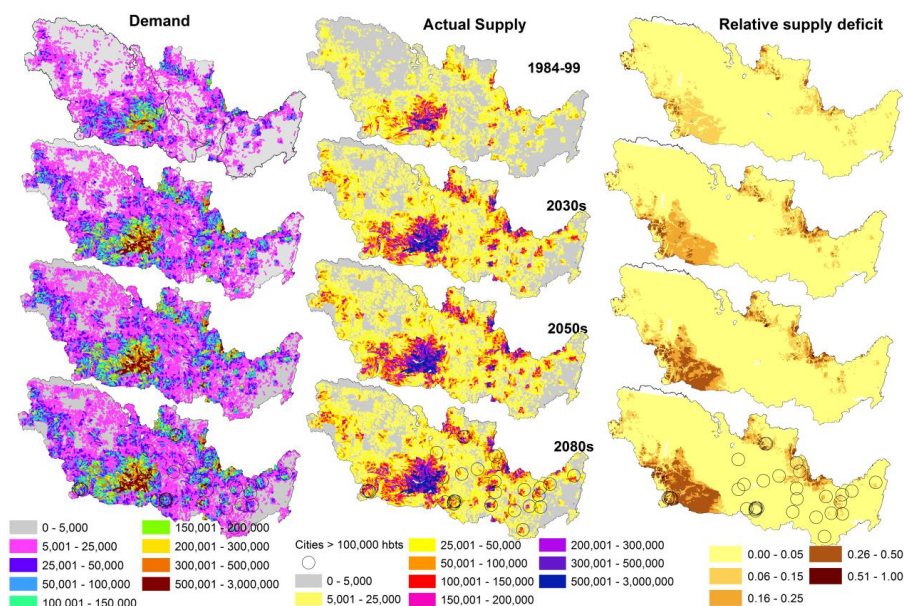 Demand
Actual Supply
Relative supply deficit
1984-99
2030s
2050s
2080s
0 - 5,000
5,001 - 25,000
25,001 - 50,000
50,001 - 100,000
100,001 - 150,000
150,001 - 200,000
200,001 - 300,000
300,001 - 500,000
500,001 - 3,000,000
Cities > 100,000 hbts
0 - 5,000
5,001 - 25,000
25,001 - 50,000
50,001 - 100,000
100,001 - 150,000
150,001 - 200,000
200,001 - 300,000
300,001 - 500,000
500,001 - 3,000,000
0.00 - 0.05
0.06 - 0.15
0.16 - 0.25
0.26 - 0.50
0.51 - 1.00